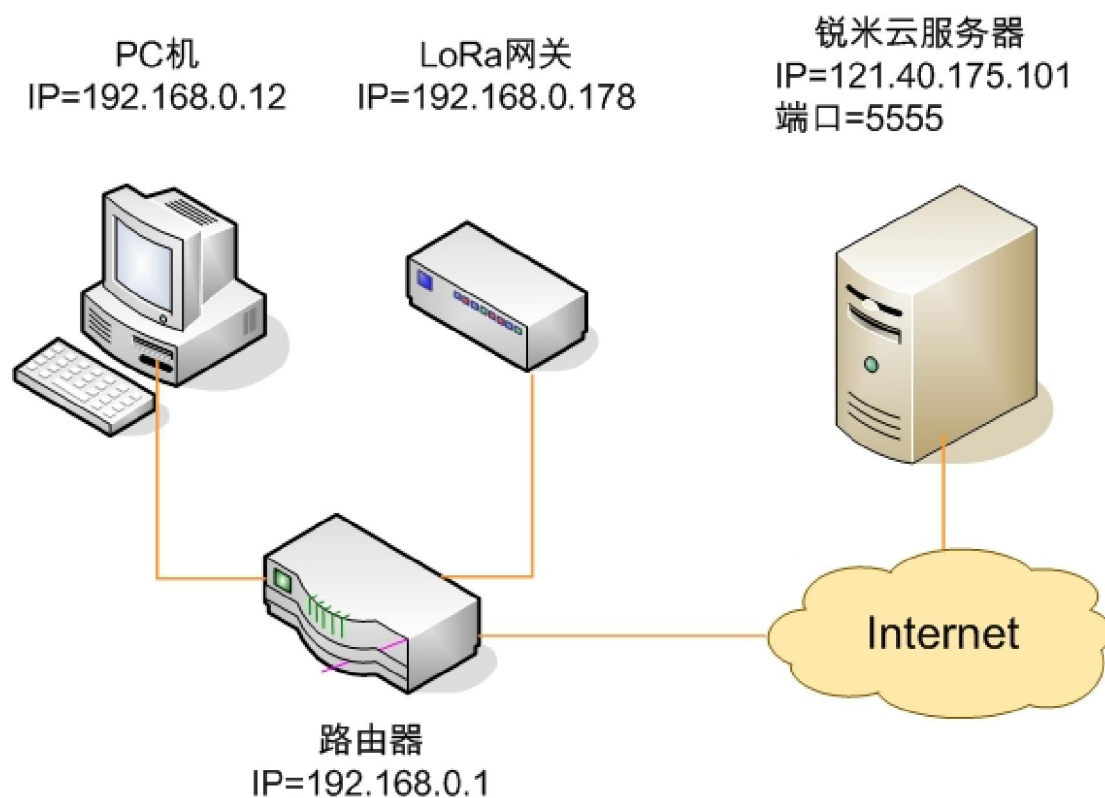 PC机
IP=192.168.0.12
LoRa网关
IP=192.168.0.178
锐米云服务器
IP=121.40.175.101
端口=5555
Internet
路由器
IP=192.168.0.1